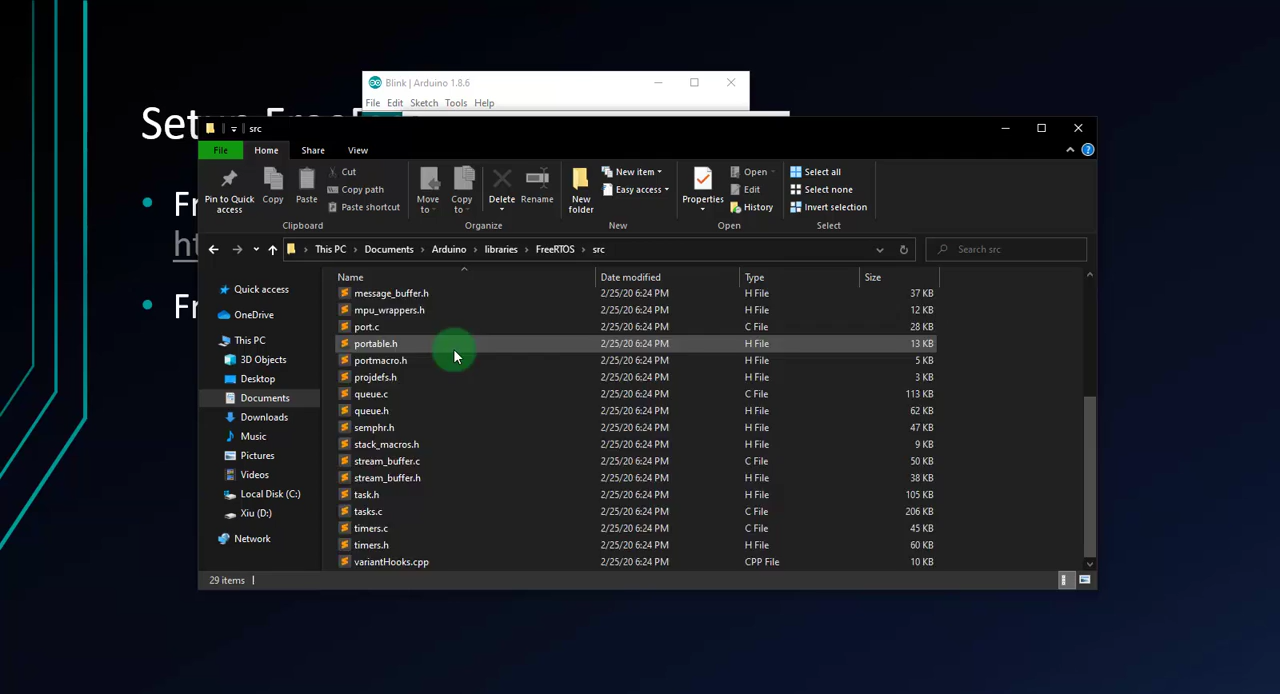 Blink | Arduino 1.8.6
File Edit Sketch Tools Help
src
File Home Share View
Pin to Quick access
Copy
Paste
Cut
Copy path
Paste shortcut
Clipboard
Move to
Copy to
Delete
Rename
Organize
New folder
New item
Easy access
New
Properties
Open
Edit
History
Open
Select all
Select none
Invert selection
Select
This PC Documents Arduino libraries FreeRTOS src
Search src
Quick access
OneDrive
This PC
3D Objects
Desktop
Documents
Downloads
Music
Pictures
Videos
Local Disk (C:)
Xiu (D:)
Network
Name Date modified Type Size
message_buffer.h 2/25/20 6:24 PM H File 37 KB
mpu_wrappers.h 2/25/20 6:24 PM H File 12 KB
port.c 2/25/20 6:24 PM C File 28 KB
portable.h 2/25/20 6:24 PM H File 13 KB
portmacro.h 2/25/20 6:24 PM H File 5 KB
projdefs.h 2/25/20 6:24 PM H File 3 KB
queue.c 2/25/20 6:24 PM C File 113 KB
queue.h 2/25/20 6:24 PM H File 62 KB
semphr.h 2/25/20 6:24 PM H File 47 KB
stack_macros.h 2/25/20 6:24 PM H File 9 KB
stream_buffer.c 2/25/20 6:24 PM C File 50 KB
stream_buffer.h 2/25/20 6:24 PM H File 38 KB
task.h 2/25/20 6:24 PM H File 105 KB
tasks.c 2/25/20 6:24 PM C File 206 KB
timers.c 2/25/20 6:24 PM C File 45 KB
timers.h 2/25/20 6:24 PM H File 60 KB
variantHooks.cpp 2/25/20 6:24 PM CPP File 10 KB
29 items